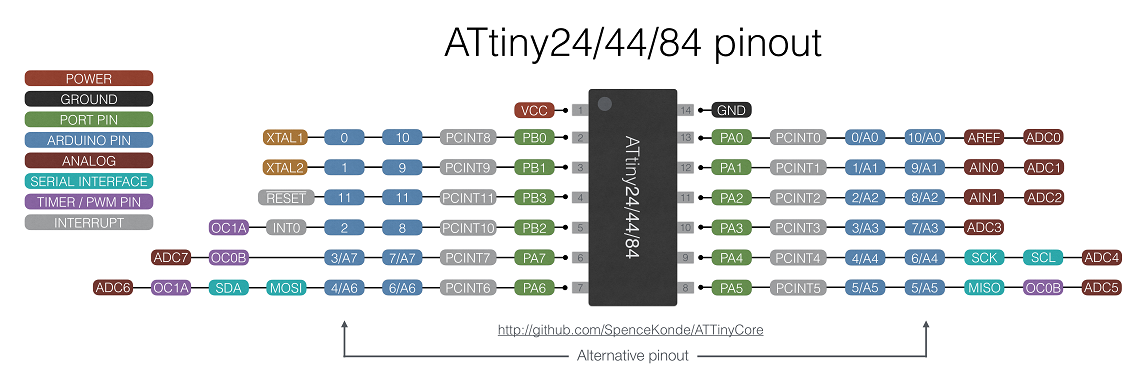 ATtiny24/44/84 pinout
POWER
GROUND
PORT PIN
ARDUINO PIN
ANALOG
SERIAL INTERFACE
TIMER / PWM PIN
INTERRUPT
VCC 1 14 GND
XTAL1 0 10 PCINT8 PB0 2 13 PA0 PCINT0 0/A0 10/A0 AREF ADC0
XTAL2 1 9 PCINT9 PB1 3 12 PA1 PCINT1 1/A1 9/A1 AIN0 ADC1
RESET 11 11 PCINT11 PB3 4 11 PA2 PCINT2 2/A2 8/A2 AIN1 ADC2
OC1A INT0 2 8 PCINT10 PB2 5 10 PA3 PCINT3 3/A3 7/A3 ADC3
ADC7 OC0B 3/A7 7/A7 PCINT7 PA7 6 9 PA4 PCINT4 4/A4 6/A4 SCK SCL ADC4
ADC6 OC1A SDA MOSI 4/A6 6/A6 PCINT6 PA6 7 8 PA5 PCINT5 5/A5 5/A5 MISO OC0B ADC5
ATtiny24/44/84
http://github.com/SpenceKonde/ATTinyCore
Alternative pinout